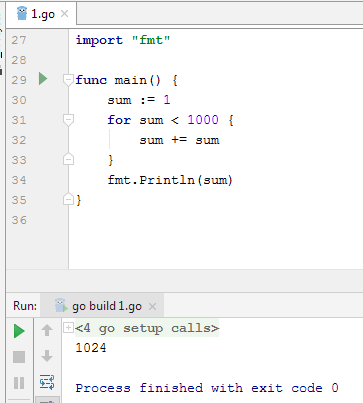 1.go
27 import "fmt"
28
29 func main() {
30     sum := 1
31     for sum < 1000 {
32         sum += sum
33     }
34     fmt.Println(sum)
35 }
36
Run: go build 1.go
<4 go setup calls>
1024
Process finished with exit code 0